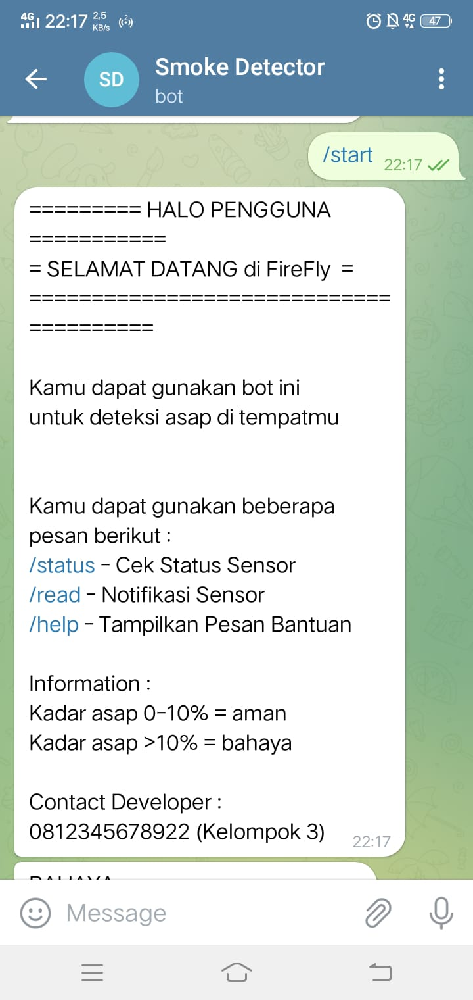 4G 22:17 2,5 KB/s 4G 47
SD Smoke Detector
bot
/start 22:17
========= HALO PENGGUNA
===========
= SELAMAT DATANG di FireFly =
=============================
==========
Kamu dapat gunakan bot ini
untuk deteksi asap di tempatmu
Kamu dapat gunakan beberapa
pesan berikut :
/status - Cek Status Sensor
/read - Notifikasi Sensor
/help - Tampilkan Pesan Bantuan
Information :
Kadar asap 0-10% = aman
Kadar asap >10% = bahaya
Contact Developer :
0812345678922 (Kelompok 3) 22:17
BAHAYA
Message